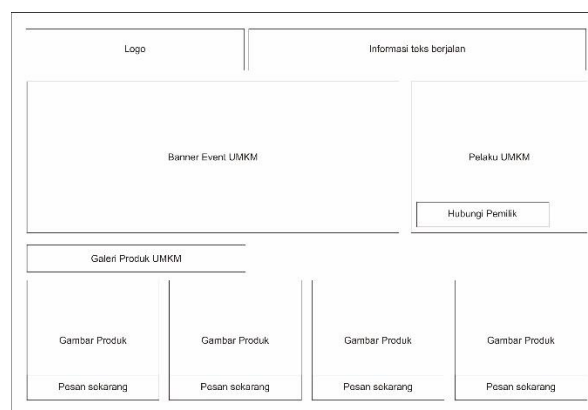 Logo
Informasi teks berjalan
Banner Event UMKM
Pelaku UMKM
Hubungi Pemilik
Galeri Produk UMKM
Gambar Produk
Gambar Produk
Gambar Produk
Gambar Produk
Pesan sekarang
Pesan sekarang
Pesan sekarang
Pesan sekarang